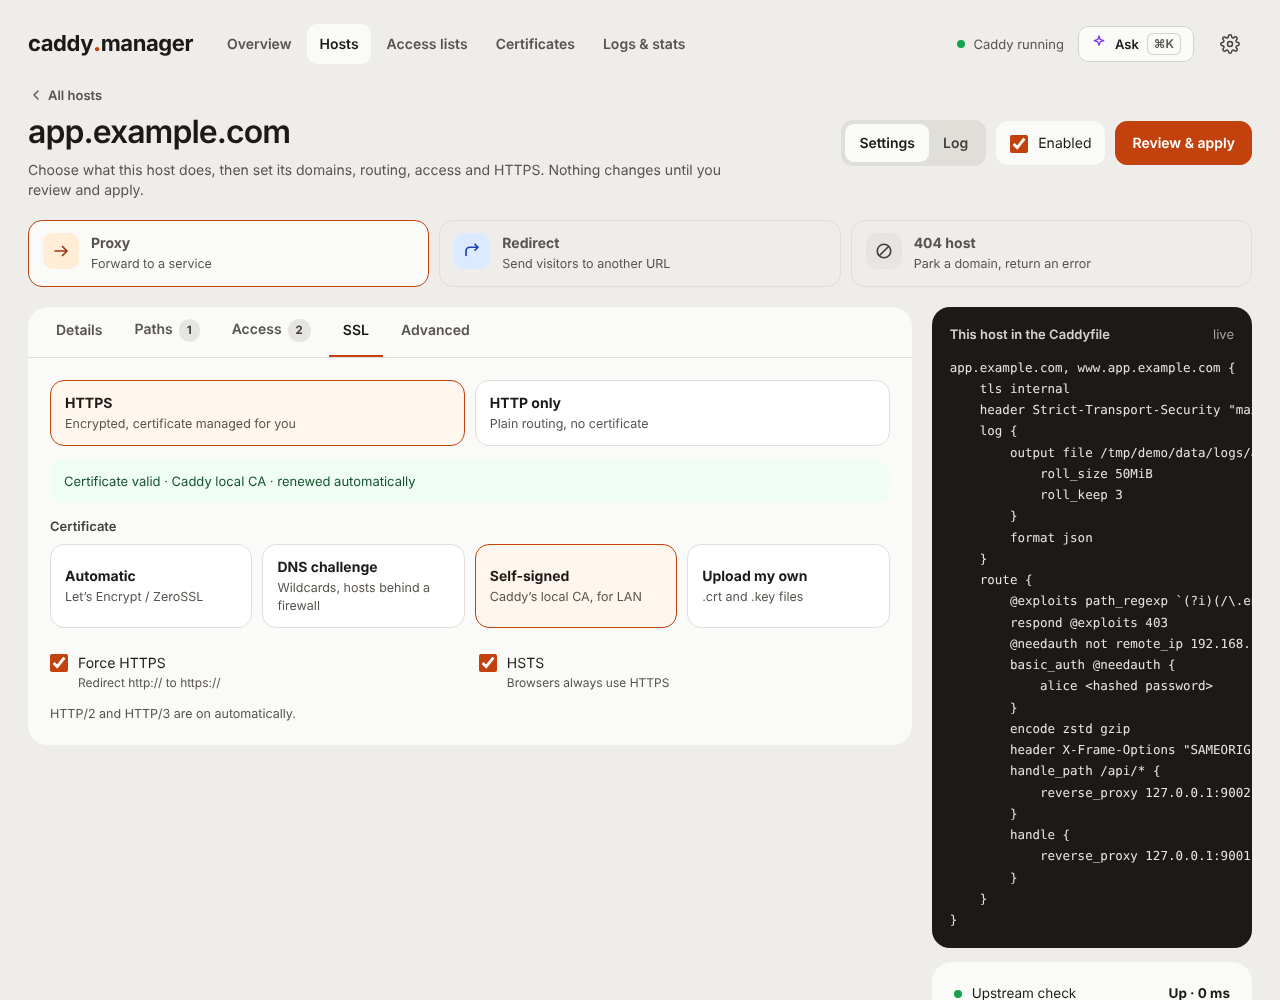 caddy.manager
Overview
Hosts
Access lists
Certificates
Logs & stats
Caddy running
Ask
⌘K
All hosts
app.example.com
Choose what this host does, then set its domains, routing, access and HTTPS. Nothing changes until you
review and apply.
Settings
Log
Enabled
Review & apply
Proxy
Forward to a service
Redirect
Send visitors to another URL
404 host
Park a domain, return an error
Details
Paths 1
Access 2
SSL
Advanced
HTTPS
Encrypted, certificate managed for you
HTTP only
Plain routing, no certificate
Certificate valid · Caddy local CA · renewed automatically
Certificate
Automatic
Let’s Encrypt / ZeroSSL
DNS challenge
Wildcards, hosts behind a
firewall
Self-signed
Caddy’s local CA, for LAN
Upload my own
.crt and .key files
Force HTTPS
Redirect http:// to https://
HSTS
Browsers always use HTTPS
HTTP/2 and HTTP/3 are on automatically.
This host in the Caddyfile
live
app.example.com, www.app.example.com {
tls internal
header Strict-Transport-Security "ma
log {
output file /tmp/demo/data/logs/
roll_size 50MiB
roll_keep 3
}
format json
}
route {
@exploits path_regexp `(?i)(/\.e
respond @exploits 403
@needauth not remote_ip 192.168.
basic_auth @needauth {
alice <hashed password>
}
encode zstd gzip
header X-Frame-Options "SAMEORIG
handle_path /api/* {
reverse_proxy 127.0.0.1:9002
}
handle {
reverse_proxy 127.0.0.1:9001
}
}
}
Upstream check
Up · 0 ms